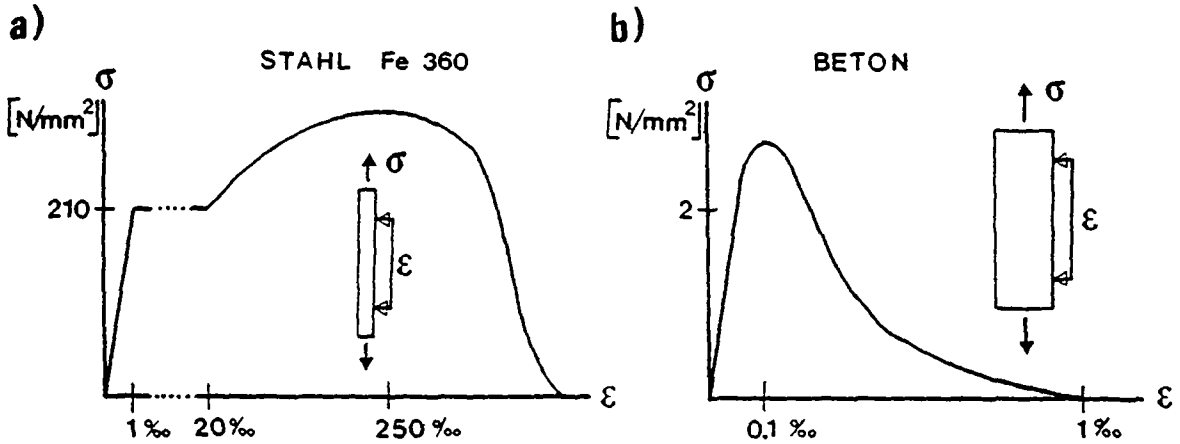 a)
STAHL Fe 360
σ
[N/mm²]
210
σ
ε
ε
1‰ 20‰ 250‰
b)
BETON
σ
[N/mm²]
2
σ
ε
ε
0.1‰ 1‰